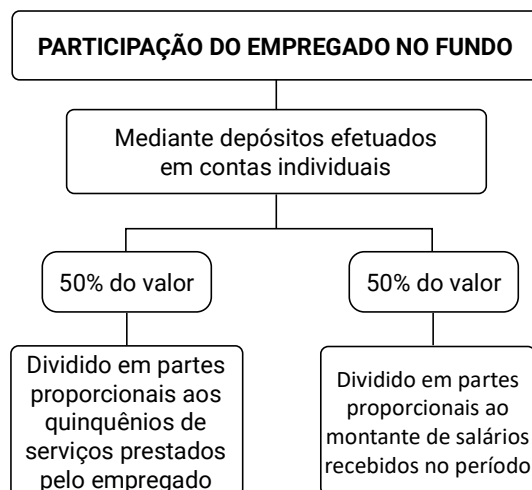 PARTICIPAÇÃO DO EMPREGADO NO FUNDO
Mediante depósitos efetuados
em contas individuais
50% do valor
50% do valor
Dividido em partes
proporcionais aos
quinquênios de
serviços prestados
pelo empregado
Dividido em partes
proporcionais ao
montante de salários
recebidos no período